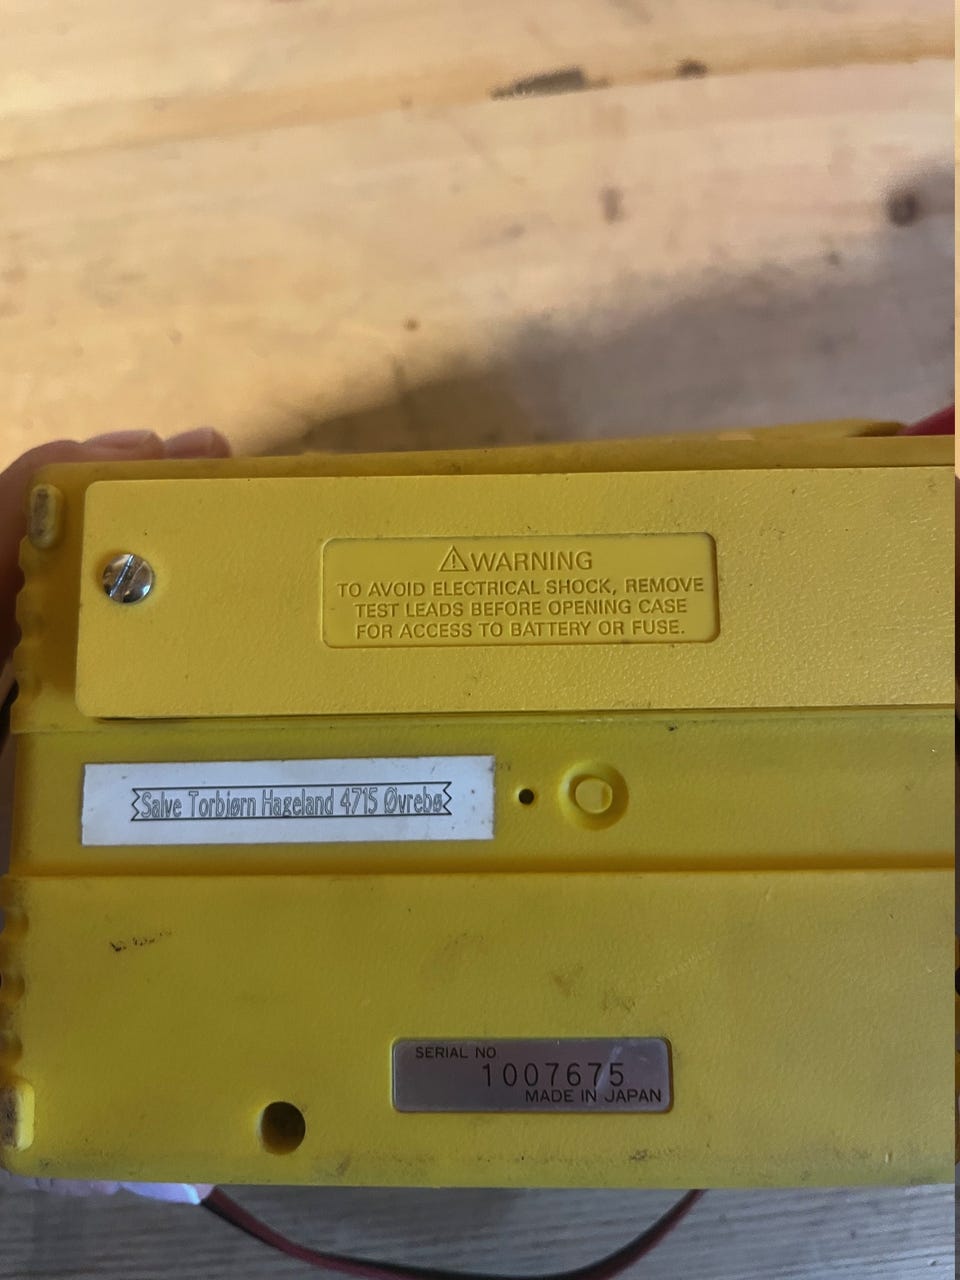 ⚠WARNING
TO AVOID ELECTRICAL SHOCK, REMOVE
TEST LEADS BEFORE OPENING CASE
FOR ACCESS TO BATTERY OR FUSE.
Salve Torbjørn Hageland 4715 Øvrebø
SERIAL NO
1007675
MADE IN JAPAN